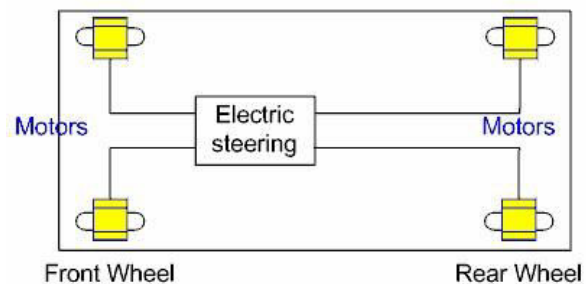 Electric
steering
Motors
Motors
Front Wheel
Rear Wheel